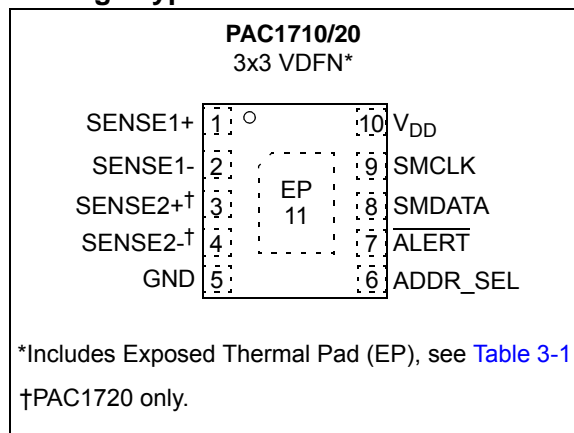 PAC1710/20
3x3 VDFN*
SENSE1+ 1 10 VDD
SENSE1- 2 9 SMCLK
SENSE2+† 3 8 SMDATA
SENSE2-† 4 7 ALERT
GND 5 6 ADDR_SEL
EP
11
*Includes Exposed Thermal Pad (EP), see Table 3-1
†PAC1720 only.